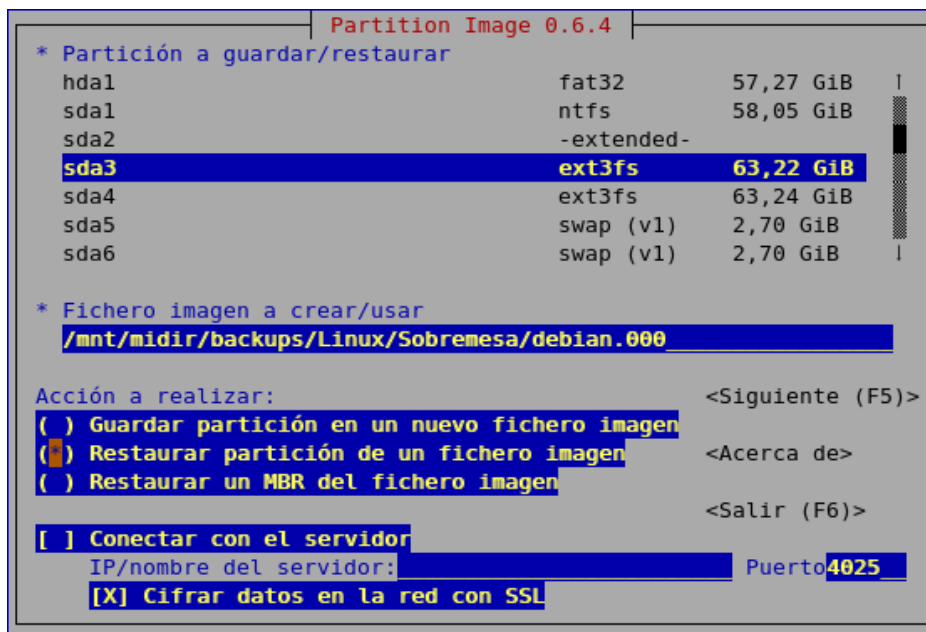 Partition Image 0.6.4
* Partición a guardar/restaurar
hda1 fat32 57,27 GiB ↑
sda1 ntfs 58,05 GiB
sda2 -extended-
sda3 ext3fs 63,22 GiB
sda4 ext3fs 63,24 GiB
sda5 swap (v1) 2,70 GiB
sda6 swap (v1) 2,70 GiB ↓
* Fichero imagen a crear/usar
/mnt/midir/backups/Linux/Sobremesa/debian.000
Acción a realizar: <Siguiente (F5)>
( ) Guardar partición en un nuevo fichero imagen
(*) Restaurar partición de un fichero imagen <Acerca de>
( ) Restaurar un MBR del fichero imagen
<Salir (F6)>
[ ] Conectar con el servidor
IP/nombre del servidor: Puerto 4025
[X] Cifrar datos en la red con SSL